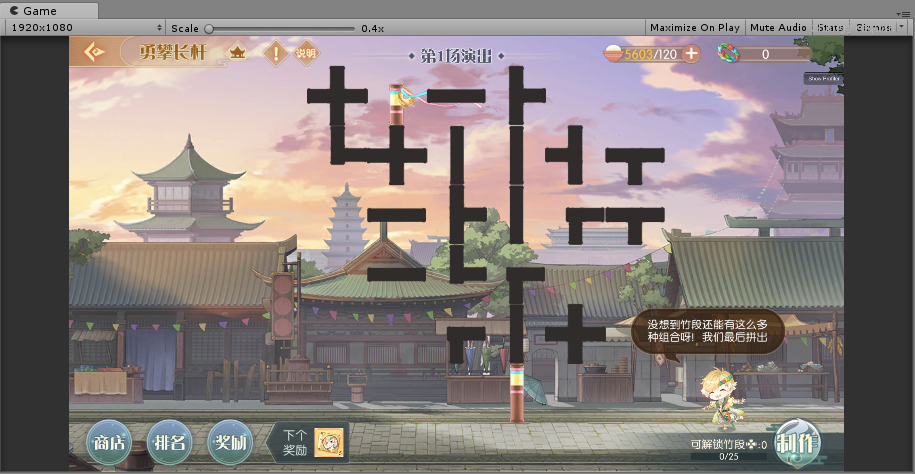 Game
1920x1080
Scale
0.4x
Maximize On Play
Mute Audio
Stats
Gizmos
勇攀长杆
说明
第1场演出
5603/120
0
Show Profiler
没想到竹段还能有这么多
种组合呀！我们最后拼出
商店
排名
奖励
下个
奖励
可解锁竹段:0
0/25
制作